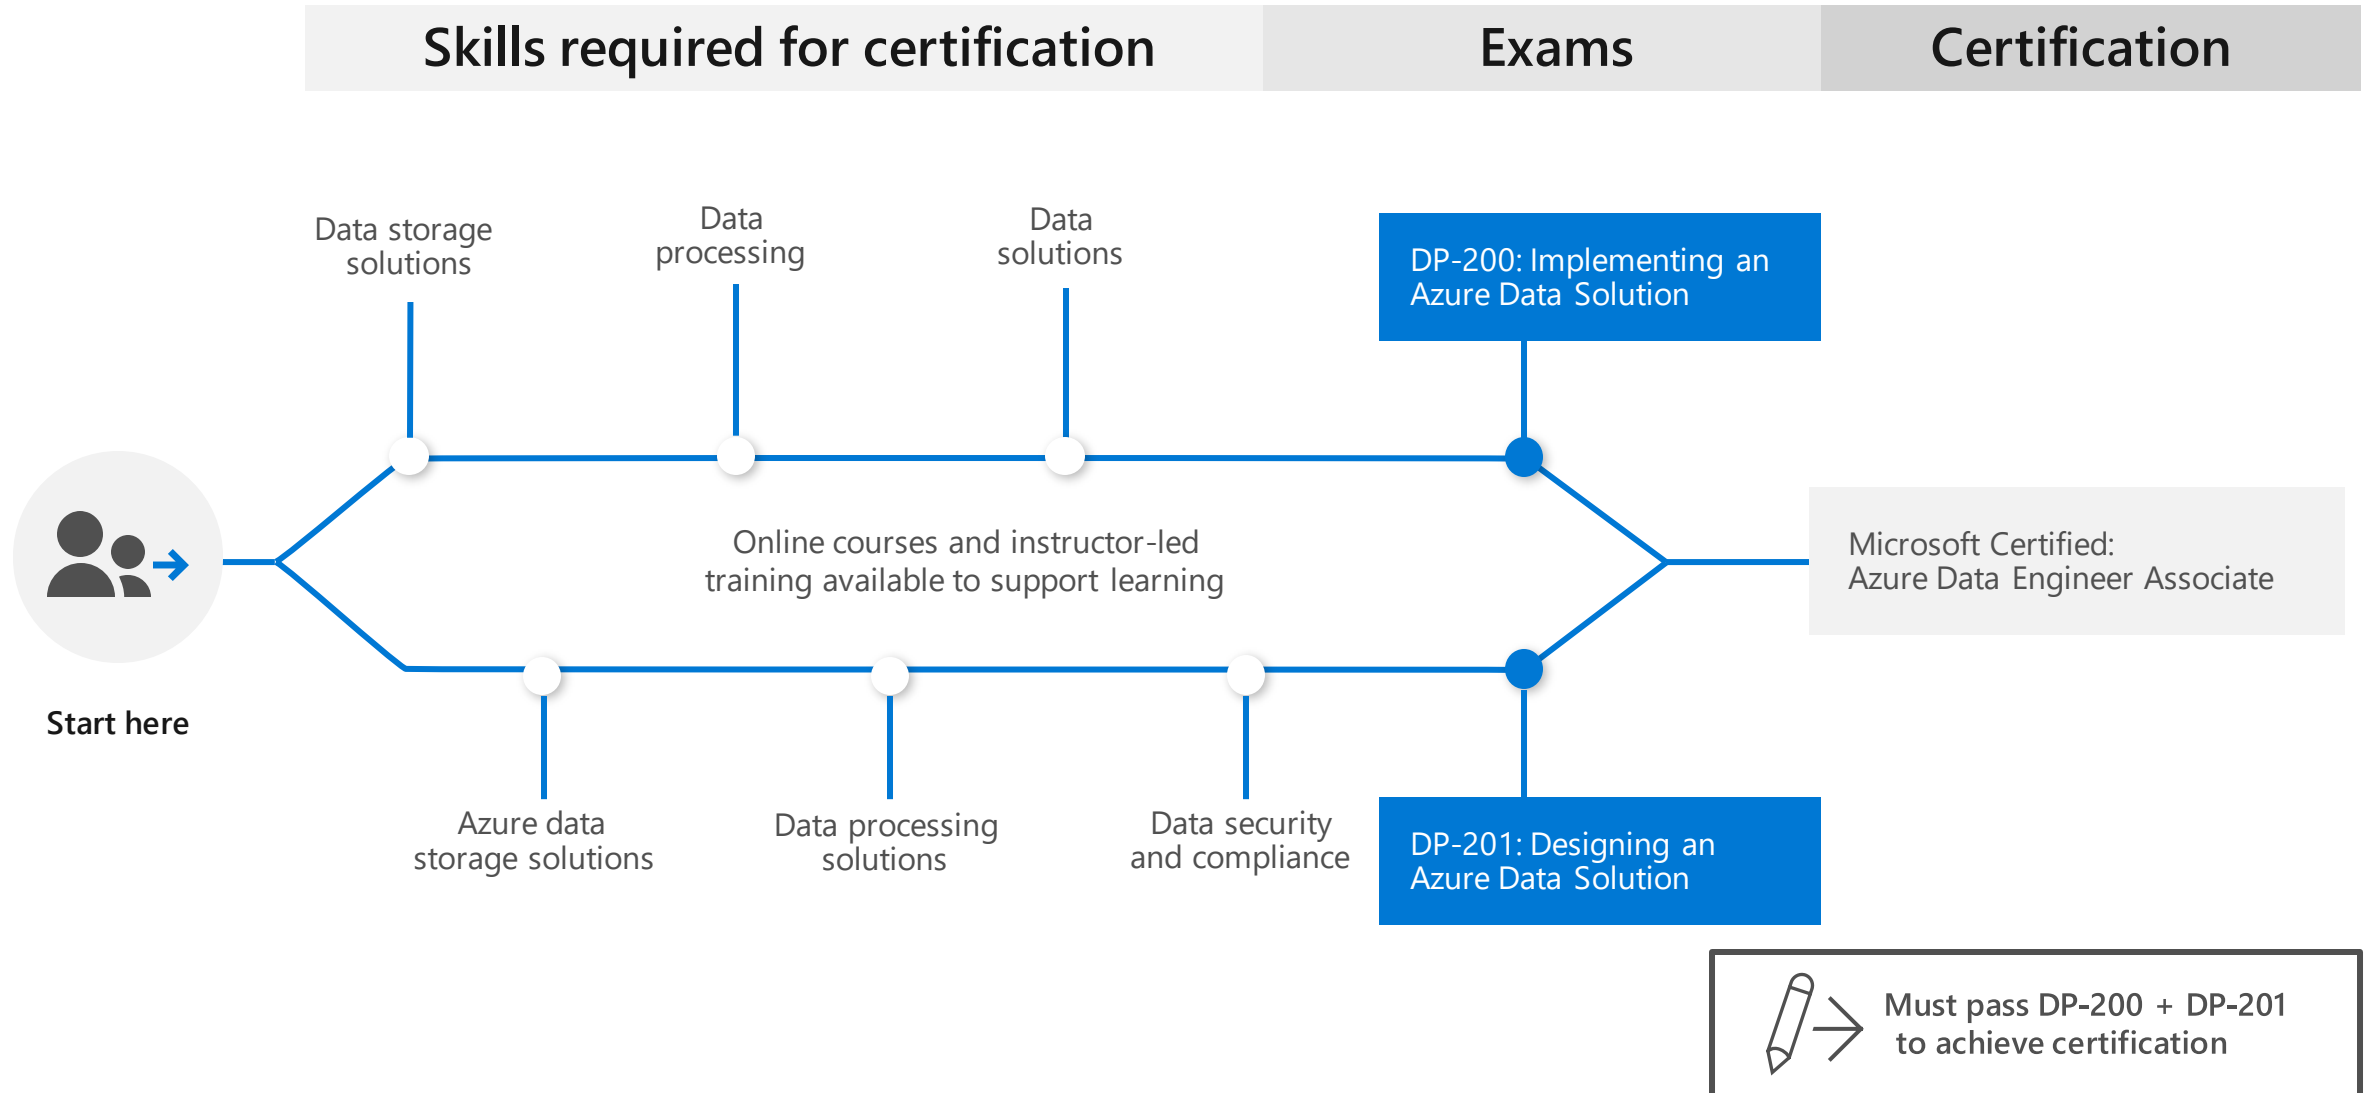 Skills required for certification
Exams
Certification
Data storage
solutions
Data
processing
Data
solutions
DP-200: Implementing an
Azure Data Solution
Online courses and instructor-led
training available to support learning
Microsoft Certified:
Azure Data Engineer Associate
Start here
Azure data
storage solutions
Data processing
solutions
Data security
and compliance
DP-201: Designing an
Azure Data Solution
Must pass DP-200 + DP-201
to achieve certification